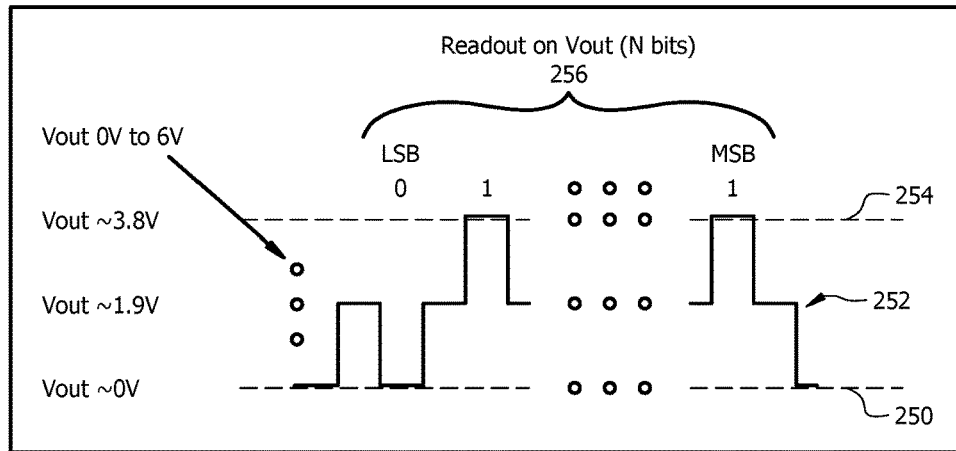 Readout on Vout (N bits)
256
Vout 0V to 6V
LSB
MSB
0
1
1
Vout ~3.8V
254
Vout ~1.9V
252
Vout ~0V
250